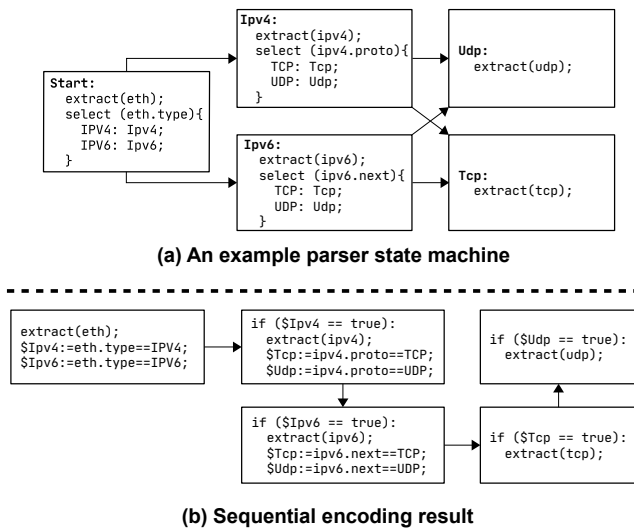 Start:
extract(eth);
select (eth.type){
IPV4: Ipv4;
IPV6: Ipv6;
}
Ipv4:
extract(ipv4);
select (ipv4.proto){
TCP: Tcp;
UDP: Udp;
}
Ipv6:
extract(ipv6);
select (ipv6.next){
TCP: Tcp;
UDP: Udp;
}
Udp:
extract(udp);
Tcp:
extract(tcp);
(a) An example parser state machine
extract(eth);
$Ipv4:=eth.type==IPV4;
$Ipv6:=eth.type==IPV6;
if ($Ipv4 == true):
extract(ipv4);
$Tcp:=ipv4.proto==TCP;
$Udp:=ipv4.proto==UDP;
if ($Ipv6 == true):
extract(ipv6);
$Tcp:=ipv6.next==TCP;
$Udp:=ipv6.next==UDP;
if ($Udp == true):
extract(udp);
if ($Tcp == true):
extract(tcp);
(b) Sequential encoding result